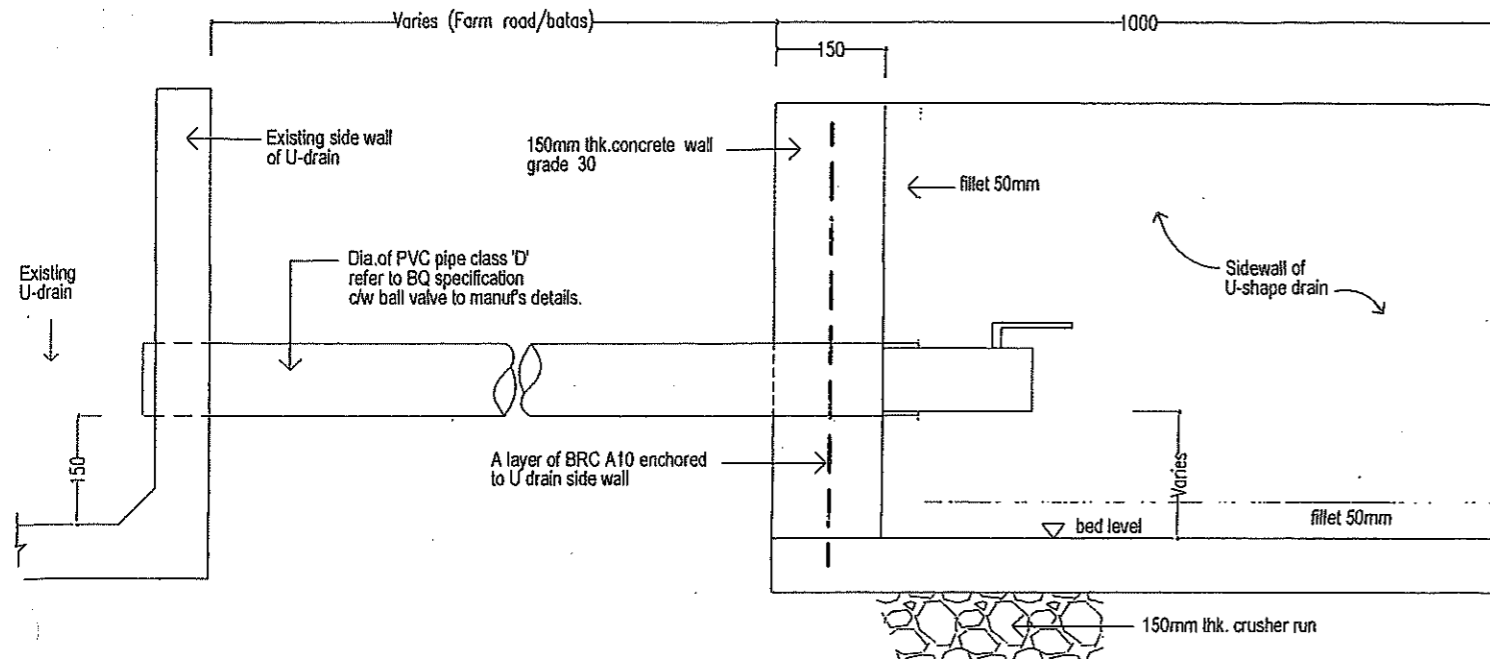 Varies (Farm road/batas)
1000
150
Existing side wall
of U-drain
150mm thk.concrete wall
grade 30
fillet 50mm
Existing
U-drain
Dia.of PVC pipe class 'D'
refer to BQ specification
c/w ball valve to manuf's details.
Sidewall of
U-shape drain
150
A layer of BRC A10 enchored
to U drain side wall
Varies
fillet 50mm
bed level
150mm thk. crusher run